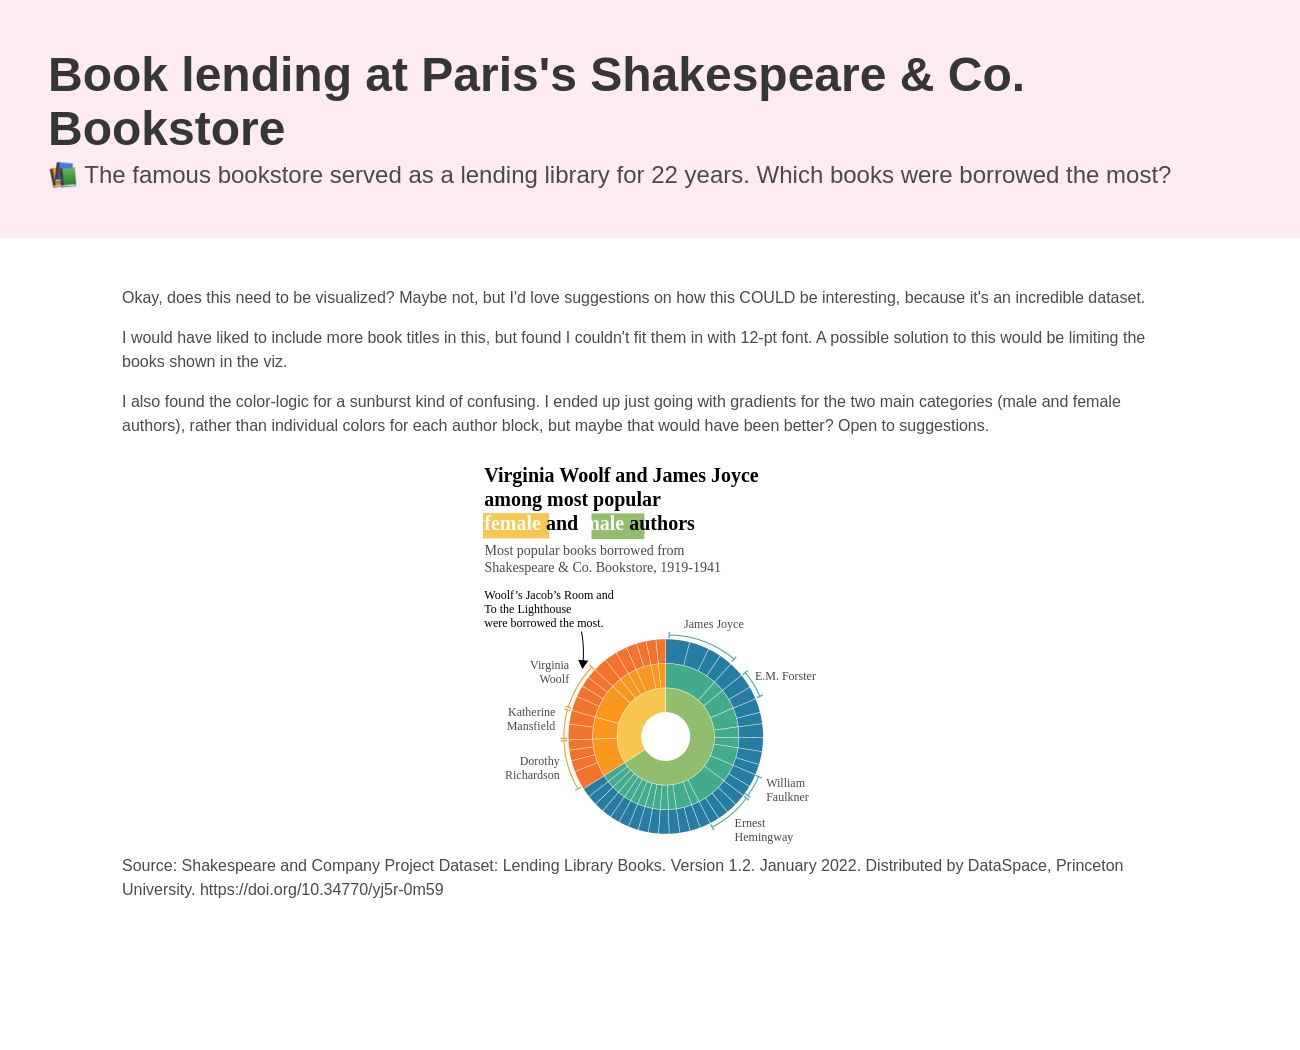 Book lending at Paris's Shakespeare & Co.
Bookstore
The famous bookstore served as a lending library for 22 years. Which books were borrowed the most?
Okay, does this need to be visualized? Maybe not, but I'd love suggestions on how this COULD be interesting, because it's an incredible dataset.
I would have liked to include more book titles in this, but found I couldn't fit them in with 12-pt font. A possible solution to this would be limiting the
books shown in the viz.
I also found the color-logic for a sunburst kind of confusing. I ended up just going with gradients for the two main categories (male and female
authors), rather than individual colors for each author block, but maybe that would have been better? Open to suggestions.
Virginia Woolf and James Joyce
among most popular
female and male authors
Most popular books borrowed from
Shakespeare & Co. Bookstore, 1919-1941
Woolf’s Jacob’s Room and
To the Lighthouse
were borrowed the most.
James Joyce
Virginia
Woolf
E.M. Forster
Katherine
Mansfield
Dorothy
Richardson
William
Faulkner
Ernest
Hemingway
Source: Shakespeare and Company Project Dataset: Lending Library Books. Version 1.2. January 2022. Distributed by DataSpace, Princeton
University. https://doi.org/10.34770/yj5r-0m59